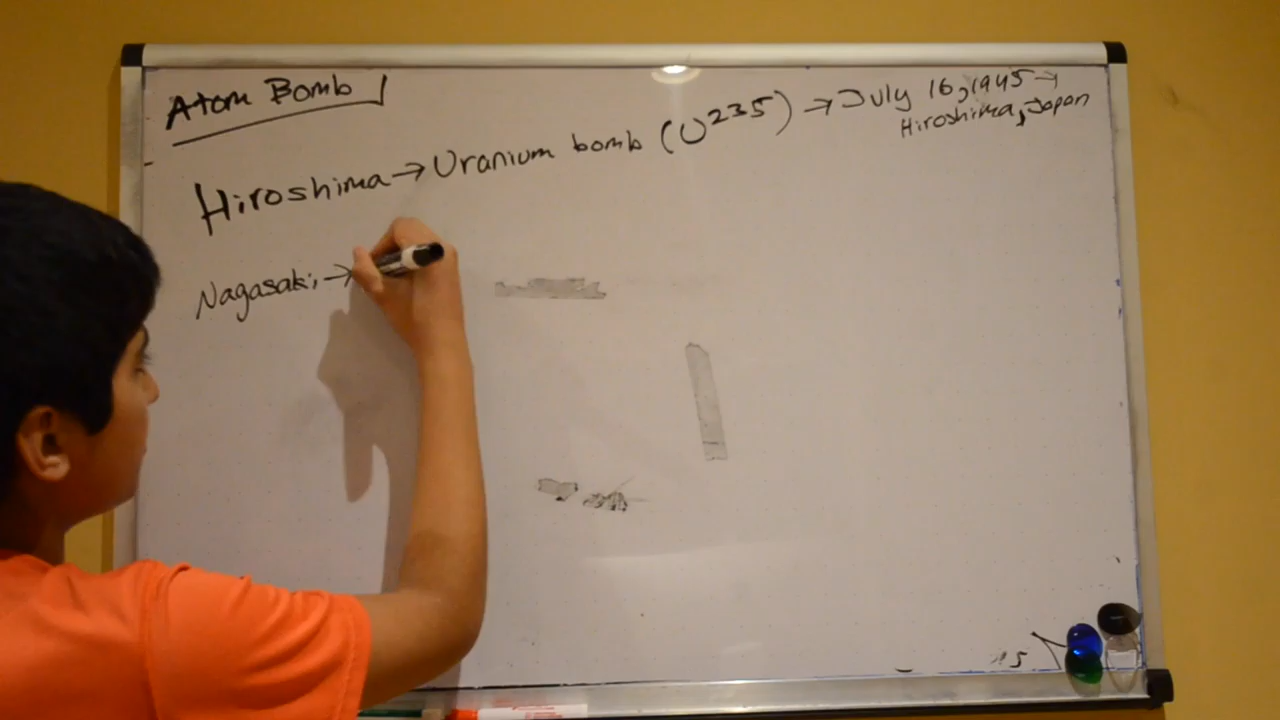 Atom Bomb
Hiroshima → Uranium bomb (U²³⁵) → July 16, 1945 →
Hiroshima, Japan
Nagasaki →